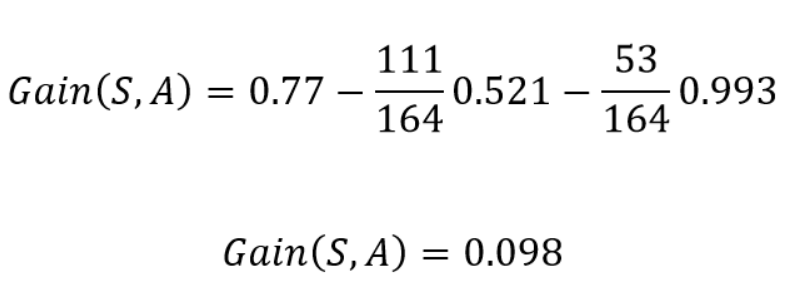 Gain(S, A) = 0.77 − 111/164 0.521 − 53/164 0.993
Gain(S, A) = 0.098